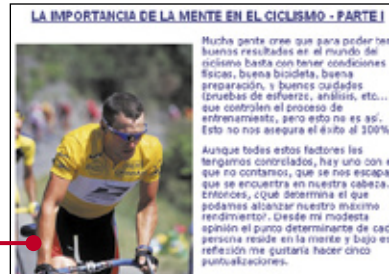 LA IMPORTANCIA DE LA MENTE EN EL CICLISMO - PARTE I
Mucha gente cree que para poder ten
buenos resultados en el mundo del
ciclismo basta con tener condiciones
físicas, buena bicicleta, buena
preparación, y buenos cuidados
(pruebas de esfuerzo, análisis, etc...
que controlen el proceso de
entrenamiento, pero esto no es así.
Esto no nos asegura el éxito al 100%
Aunque todos estos factores los
tengamos controlados, hay uno con e
que no contamos, que se nos escapa
que se encuentra en nuestra cabeza.
Entonces, ¿Qué determina el que
podamos alcanzar nuestro máximo
rendimiento?. Desde mi modesta
opinión el punto determinante de cad
persona reside en la mente y bajo es
reflexión me gustaría hacer cinco
puntualizaciones.